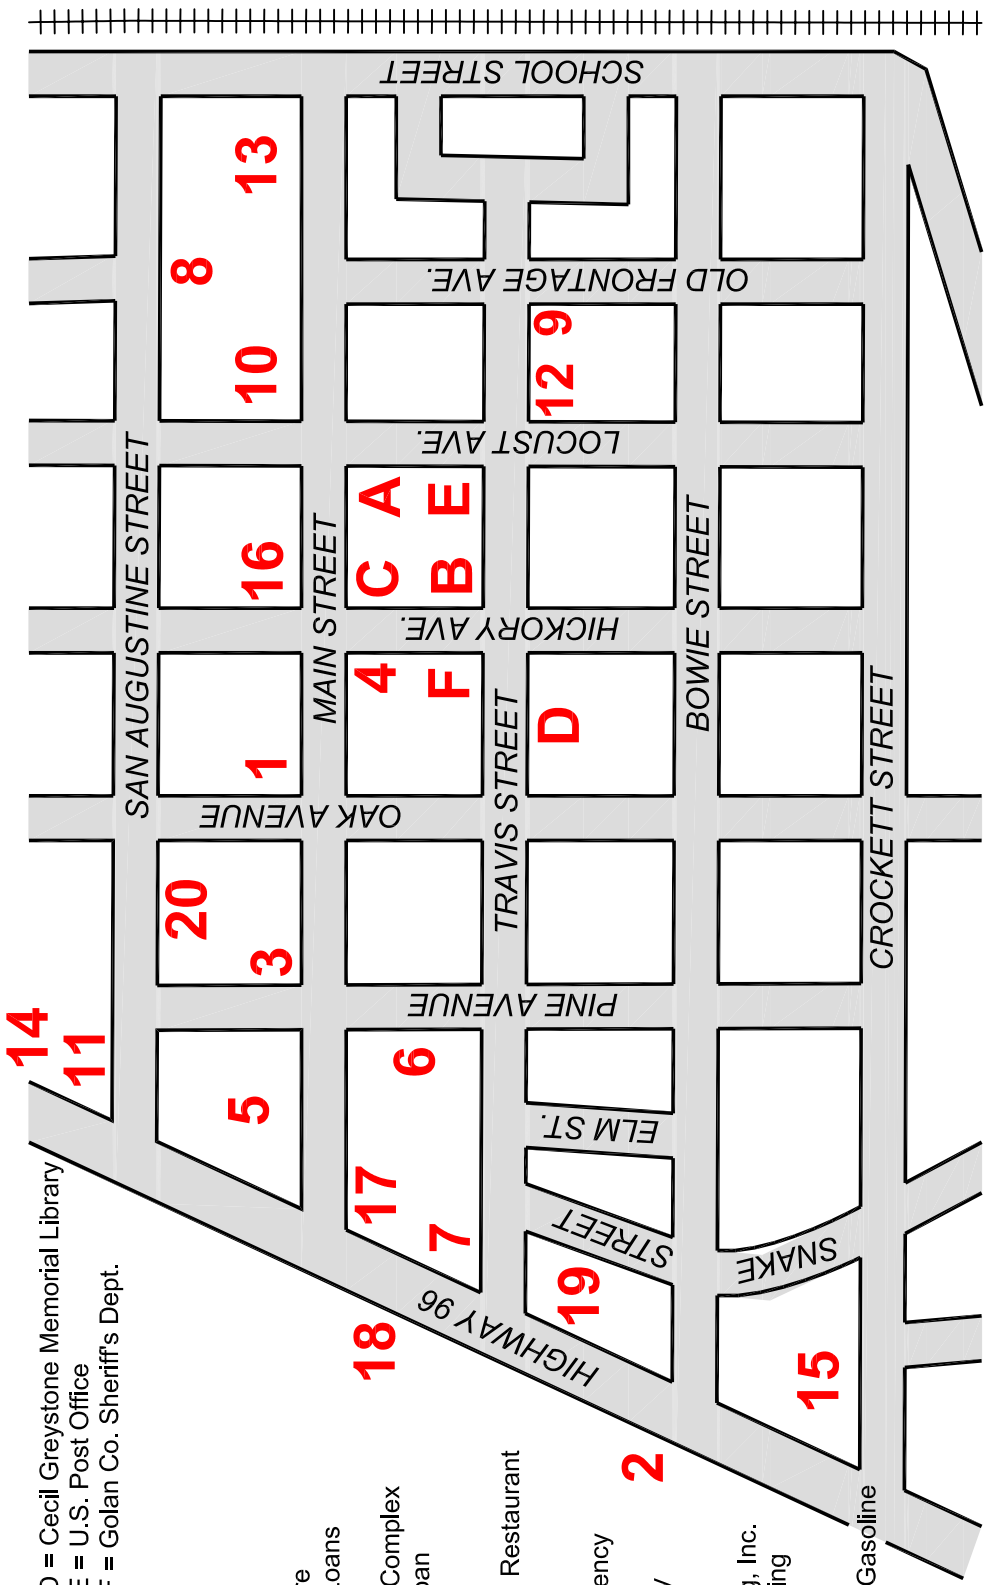 SCHOOL STREET
13
8
OLD FRONTAGE AVE.
9
10
12
LOCUST AVE.
SAN AUGUSTINE STREET
A
E
16
C
B
MAIN STREET
BOWIE STREET
HICKORY AVE.
4
F
D
1
OAK AVENUE
TRAVIS STREET
CROCKETT STREET
20
3
PINE AVENUE
14
11
6
5
ELM ST.
17
7
STREET
SNAKE
19
HIGHWAY 96
18
15
2
= Cecil Greystone Memorial Library
= U.S. Post Office
= Golan Co. Sheriff's Dept.
Complex
Restaurant
Inc.
Gasoline